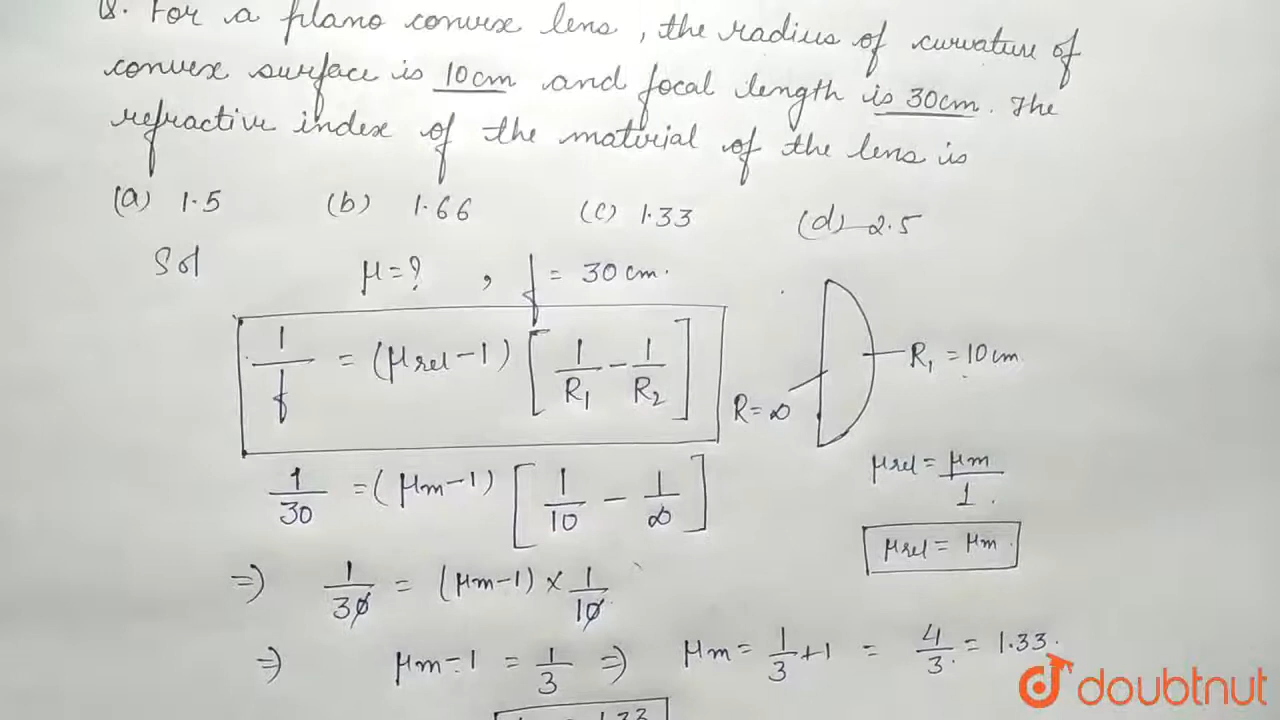 Q. For a plano convex lens, the radius of curvature of
convex surface is 10cm and focal length is 30cm. The
refractive index of the material of the lens is
(a) 1.5 (b) 1.66 (c) 1.33 (d) 2.5
Sol μ=? , f = 30cm.
1/f = (μrel-1) [1/R₁ - 1/R₂]
R₁ = 10cm
R=∞
1/30 = (μm-1) [1/10 - 1/∞]
μrel = μm/1.
μrel = μm.
=) 1/30 = (μm-1) × 1/10
=) μm-1 = 1/3 =) μm = 1/3 + 1 = 4/3. = 1.33.
1.33
doubtnut